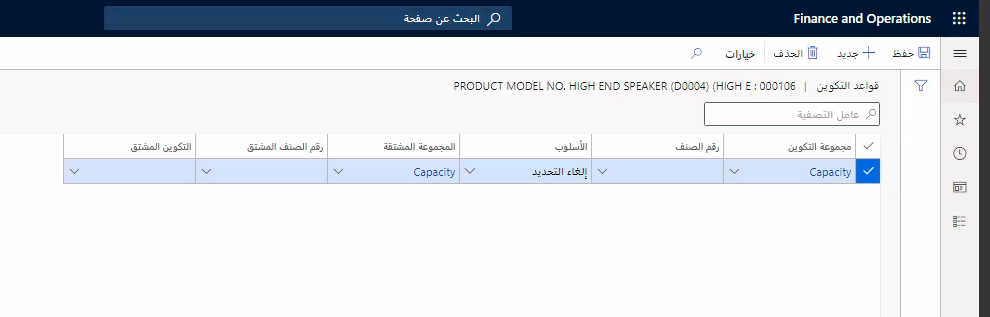 Finance and Operations
البحث عن صفحة
حفظ
جديد
الحذف
خيارات
قواعد التكوين | PRODUCT MODEL NO. HIGH END SPEAKER (D0004) (HIGH E : 000106
عامل التصفية
مجموعة التكوين رقم الصنف الأسلوب المجموعة المشتقة رقم الصنف المشتق التكوين المشتق
Capacity إلغاء التحديد Capacity